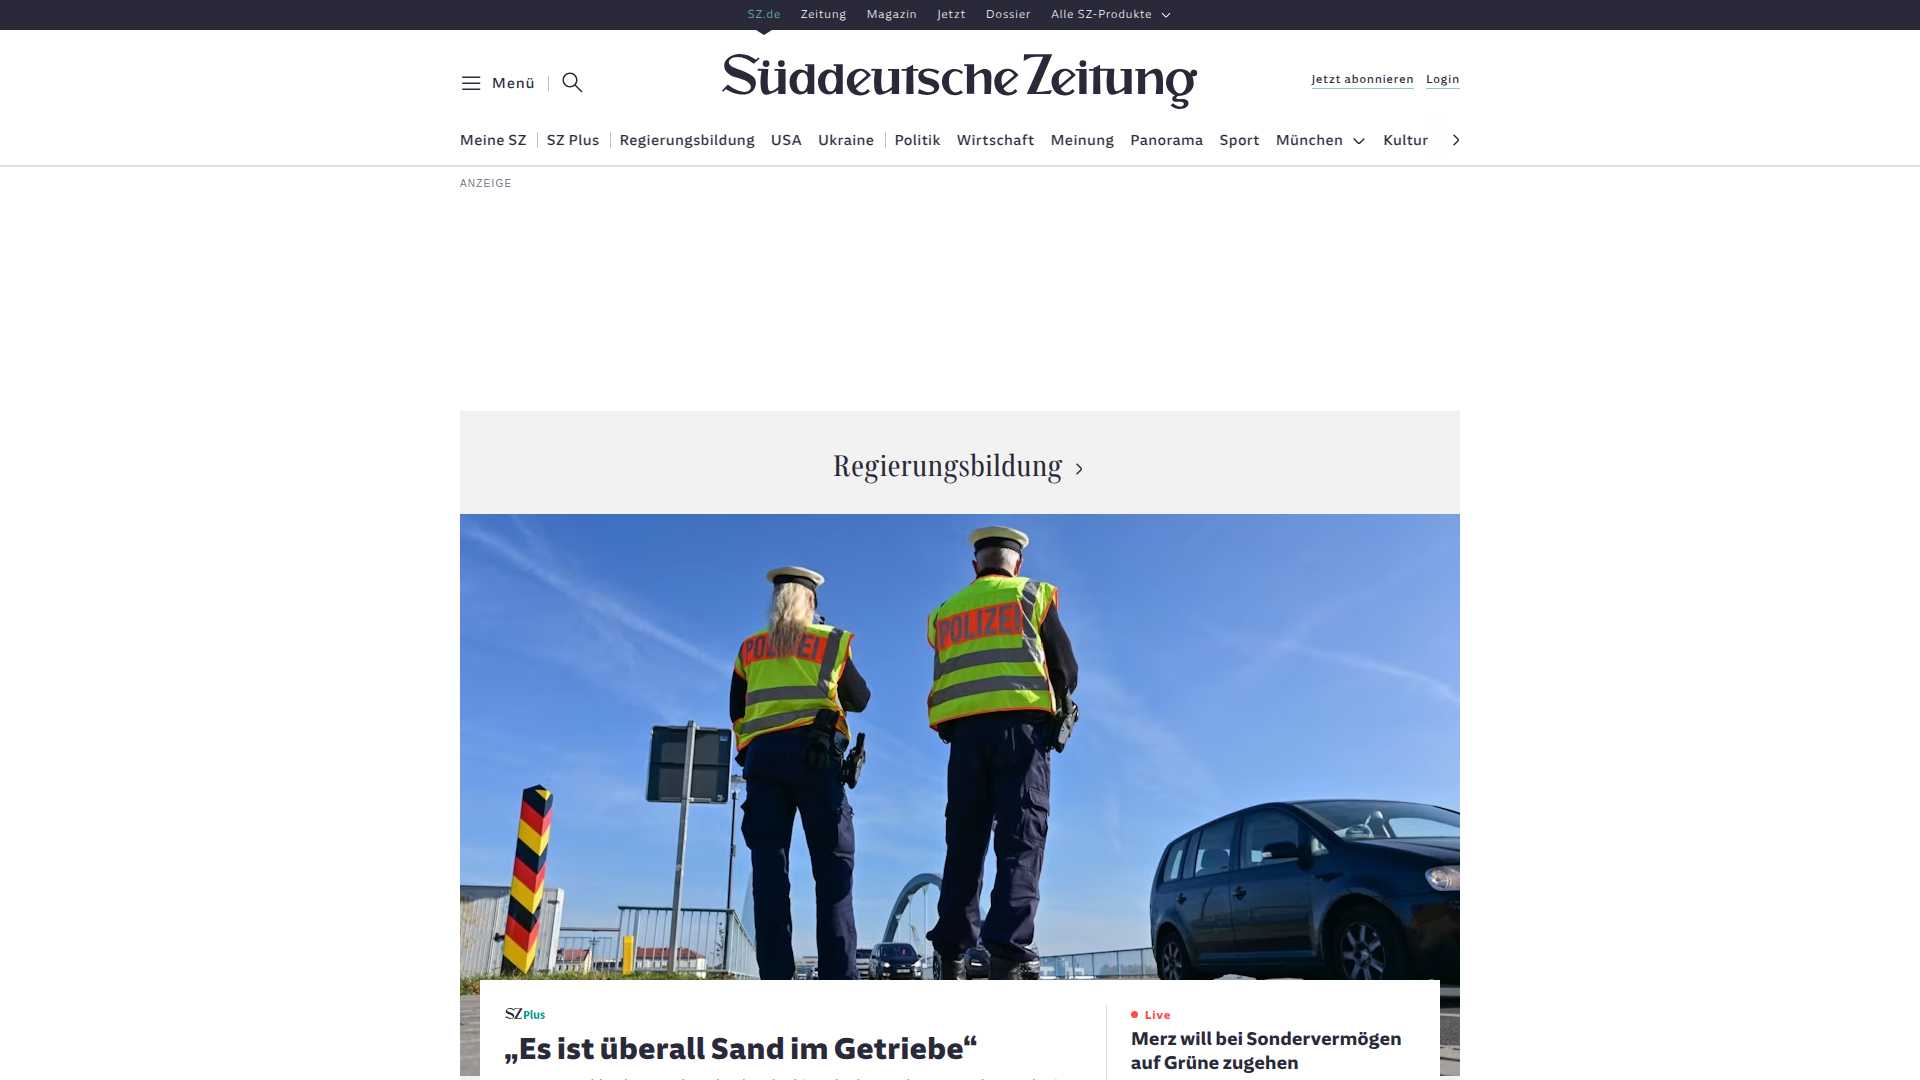 SZ.de Zeitung Magazin Jetzt Dossier Alle SZ-Produkte
Menü
Süddeutsche Zeitung
Jetzt abonnieren Login
Meine SZ SZ Plus Regierungsbildung USA Ukraine Politik Wirtschaft Meinung Panorama Sport München Kultur
ANZEIGE
Regierungsbildung
POLIZEI
POLIZEI
SZ Plus
„Es ist überall Sand im Getriebe“
Live
Merz will bei Sondervermögen
auf Grüne zugehen